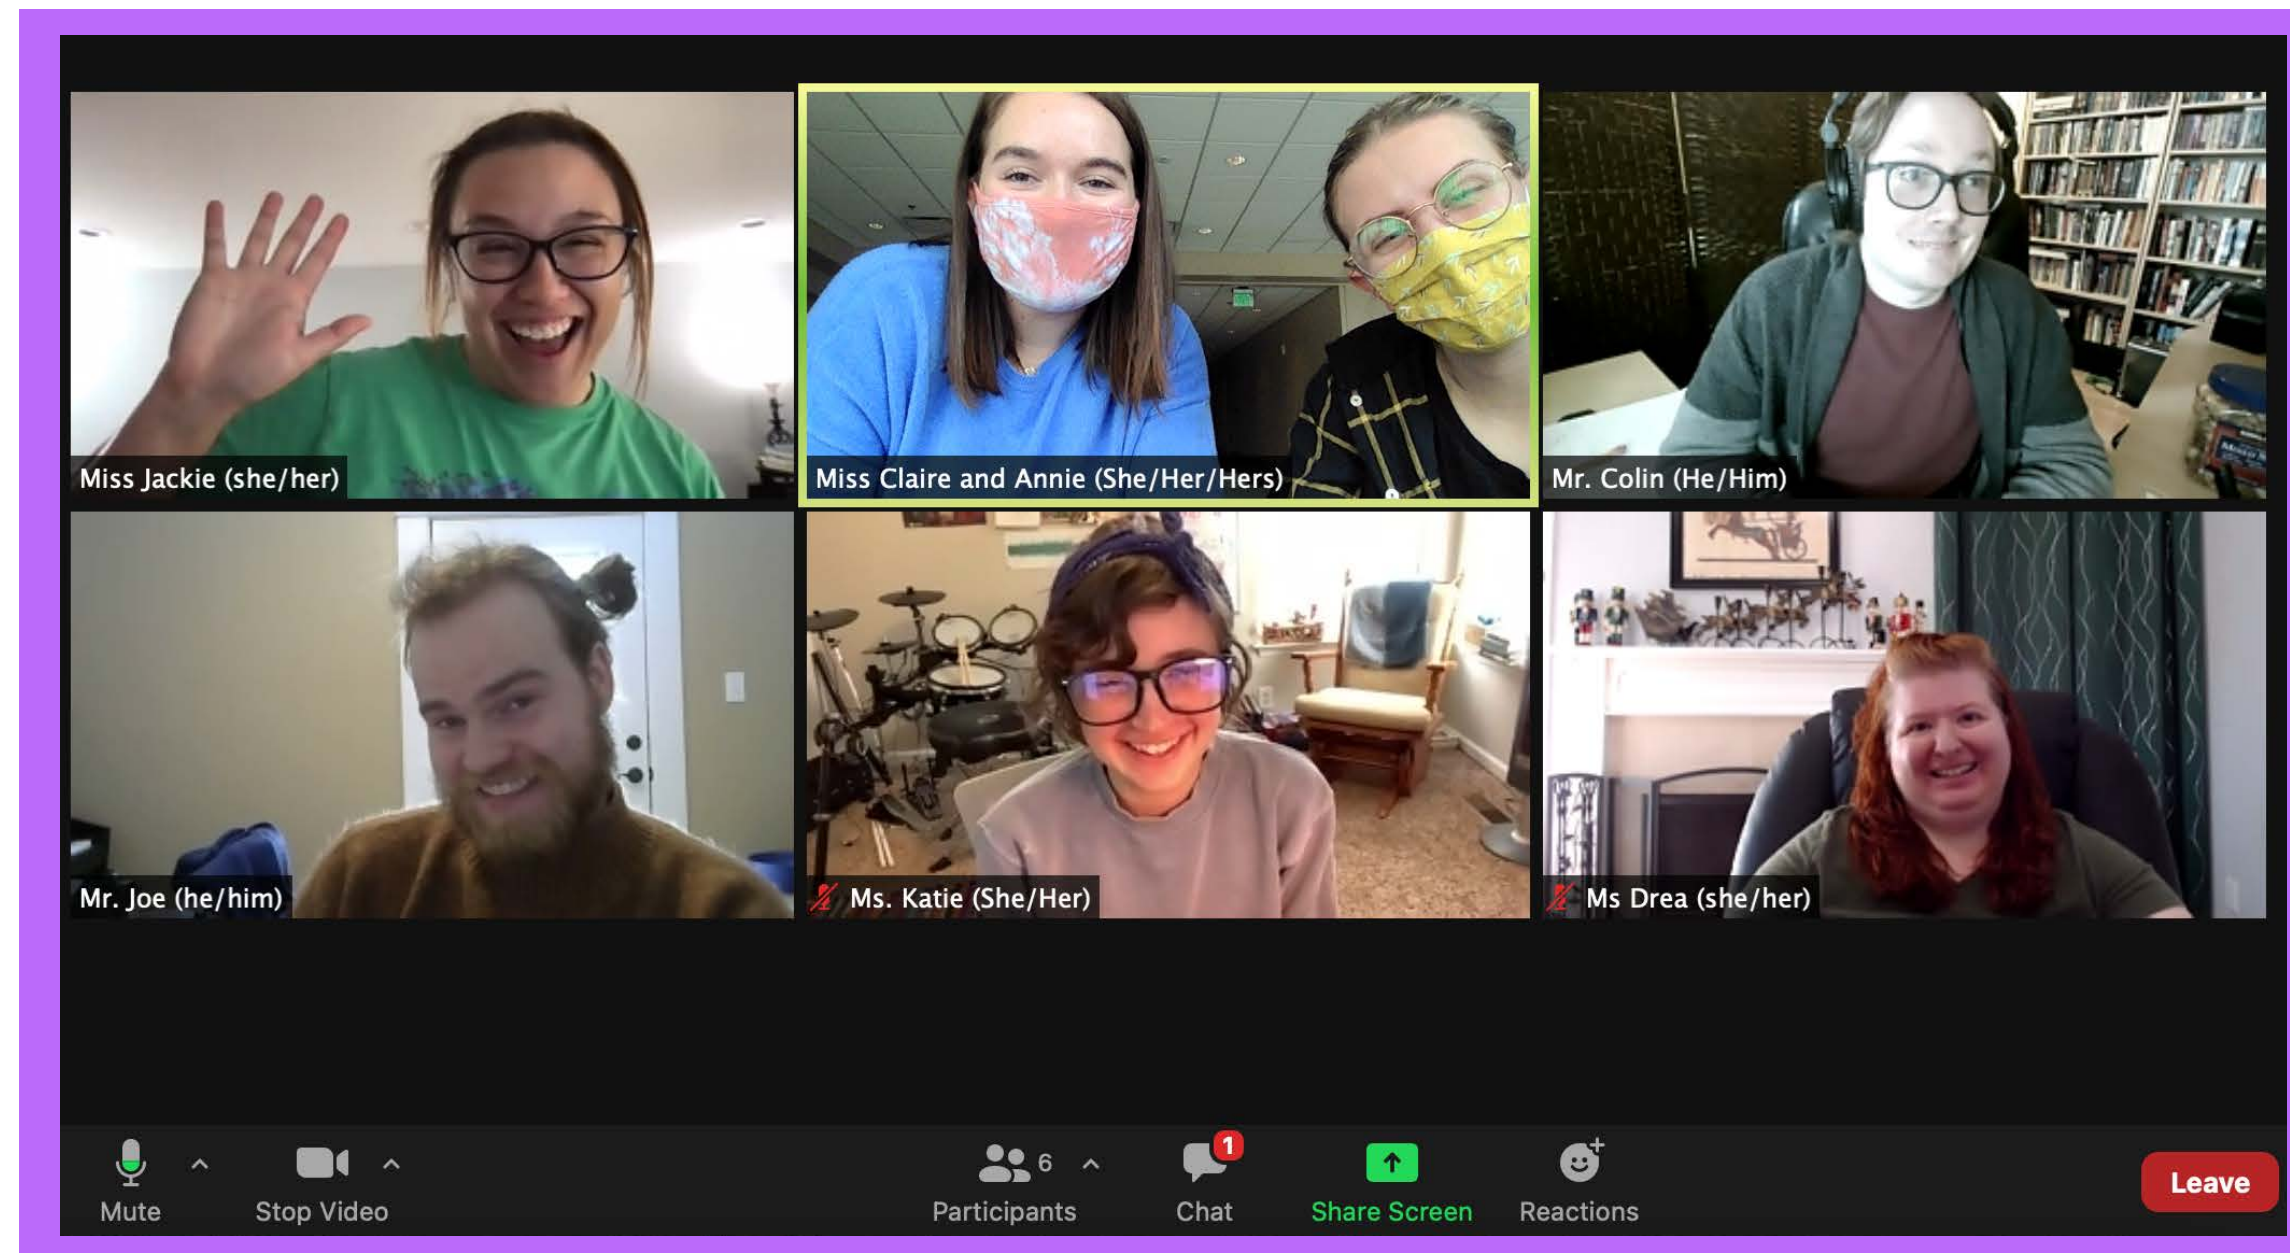 Miss Jackie (she/her)
Miss Claire and Annie (She/Her/Hers)
Mr. Colin (He/Him)
Mr. Joe (he/him)
Ms. Katie (She/Her)
Ms Drea (she/her)
Mute
Stop Video
6
Participants
1
Chat
Share Screen
Reactions
Leave